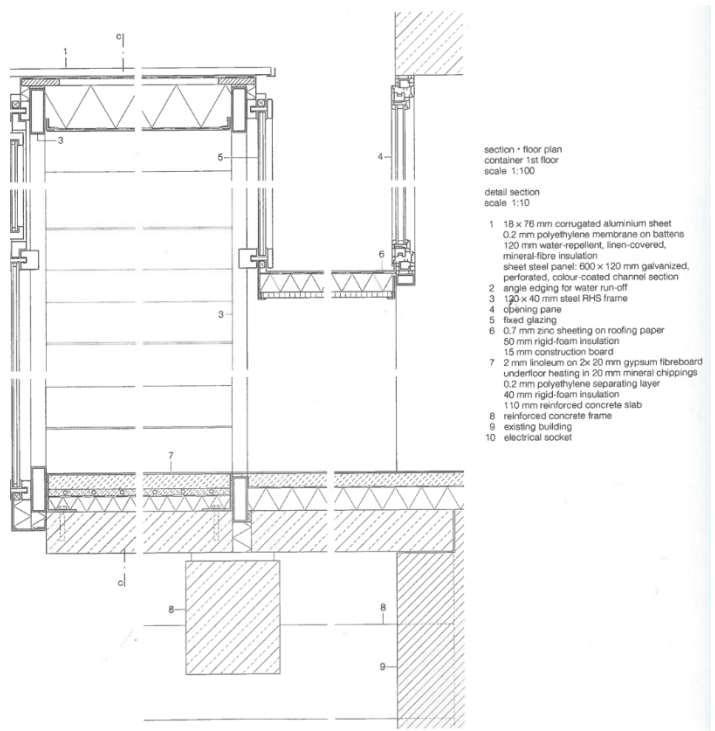 c
1
3
5
4
section • floor plan
container 1st floor
scale 1:100
detail section
scale 1:10
1 18 x 76 mm corrugated aluminium sheet
0.2 mm polyethylene membrane on battens
120 mm water-repellent, linen-covered,
mineral-fibre insulation
sheet steel panel: 600 x 120 mm galvanized,
perforated, colour-coated channel section
2 angle edging for water run-off
3 120 x 40 mm steel RHS frame
4 opening pane
5 fixed glazing
6 0.7 mm zinc sheeting on roofing paper
50 mm rigid-foam insulation
15 mm construction board
7 2 mm linoleum on 2x 20 mm gypsum fibreboard
underfloor heating in 20 mm mineral chippings
0.2 mm polyethylene separating layer
40 mm rigid-foam insulation
110 mm reinforced concrete slab
8 reinforced concrete frame
9 existing building
10 electrical socket
6
3
7
c
8
8
9